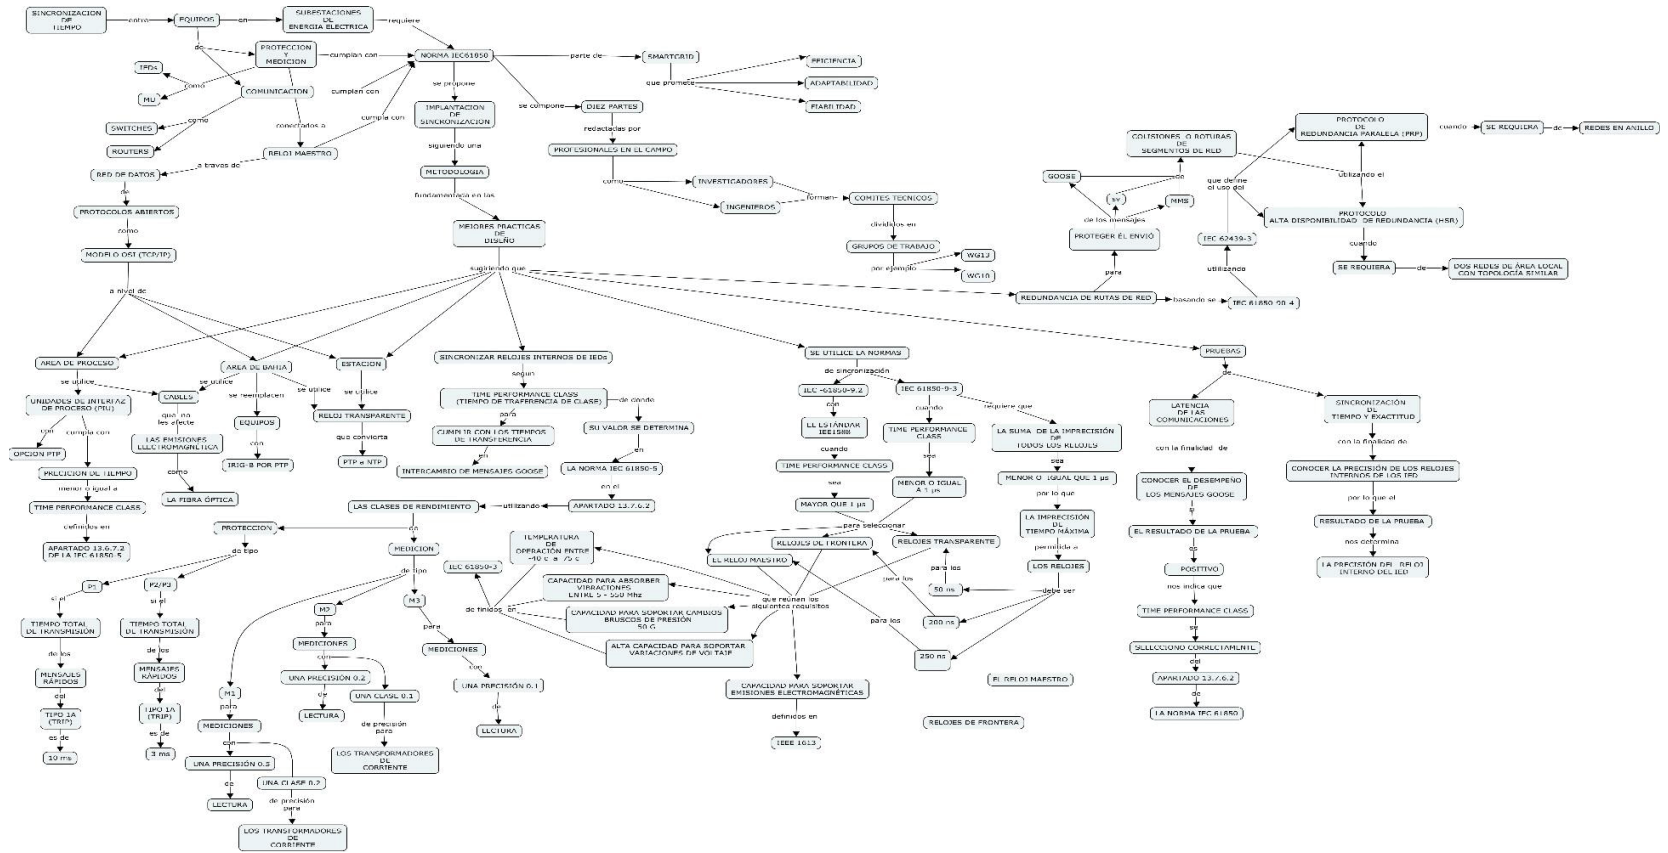 SINCRONIZACION
DE
TIEMPO
entre
EQUIPOS
en
SUBESTACIONES
DE
ENERGIA ELECTRICA
requiere
de
PROTECCION
Y
MEDICION
cumplan con
NORMA IEC61850
parte de
SMARTGRID
que promete
EFICIENCIA
ADAPTABILIDAD
FIABILIDAD
IEDs
MU
como
COMUNICACION
cumplan con
SWITCHES
como
ROUTERS
conectados a
RELOJ MAESTRO
cumpla con
a traves de
RED DE DATOS
de
PROTOCOLOS ABIERTOS
como
MODELO OSI (TCP/IP)
a nivel de
se propone
IMPLANTACION
DE
SINCRONIZACION
siguiendo una
METODOLOGIA
fundamentada en las
MEJORES PRACTICAS
DE
DISEÑO
sugiriendo que
se compone
DIEZ PARTES
redactadas por
PROFESIONALES EN EL CAMPO
como
INVESTIGADORES
INGENIEROS
forman
COMITES TECNICOS
divididos en
GRUPOS DE TRABAJO
por ejemplo
WG13
WG10
PROTOCOLO
DE
REDUNDANCIA PARALELA (PRP)
cuando
SE REQUIERA
de
REDES EN ANILLO
COLISIONES O ROTURAS
DE
SEGMENTOS DE RED
utilizando el
GOOSE
en
SV
MMS
de los mensajes
PROTEGER EL ENVIÓ
para
que define
el uso del
PROTOCOLO
ALTA DISPONIBILIDAD DE REDUNDANCIA (HSR)
IEC 62439-3
utilizando
cuando
SE REQUIERA
de
DOS REDES DE ÁREA LOCAL
CON TOPOLOGÍA SIMILAR
REDUNDANCIA DE RUTAS DE RED
basando se
IEC 61850-90-4
AREA DE PROCESO
se utilice
UNIDADES DE INTERFAZ
DE PROCESO (PIU)
con
OPCION PTP
cumpla con
PRECICION DE TIEMPO
menor o igual a
TIME PERFORMANCE CLASS
definidos en
APARTADO 13.6.7.2
DE LA IEC 61850-5
AREA DE BAHIA
se utilice
CABLES
que no
les afecte
LAS EMISIONES
ELECTROMAGNETICA
como
LA FIBRA ÓPTICA
se reemplacen
EQUIPOS
con
IRIG-B POR PTP
se utilice
ESTACION
se utilice
RELOJ TRANSPARENTE
que convierta
PTP a NTP
SINCRONIZAR RELOJES INTERNOS DE IEDs
segun
TIME PERFORMANCE CLASS
(TIEMPO DE TRAFERENCIA DE CLASE)
para
CUMPLIR CON LOS TIEMPOS
DE TRANSFERENCIA
en
INTERCAMBIO DE MENSAJES GOOSE
de donde
SU VALOR SE DETERMINA
en
LA NORMA IEC 61850-5
en el
APARTADO 13.7.6.2
utilizando
LAS CLASES DE RENDIMIENTO
de
PROTECCION
de tipo
P1
si el
TIEMPO TOTAL
DE TRANSMISIÓN
de los
MENSAJES
RÁPIDOS
del
TIPO 1A
(TRIP)
es de
10 ms
P2/P3
si el
TIEMPO TOTAL
DE TRANSMISIÓN
de los
MENSAJES
RÁPIDOS
del
TIPO 1A
(TRIP)
es de
3 ms
MEDICION
de tipo
M1
para
MEDICIONES
con
UNA PRECISIÓN 0.5
de
LECTURA
UNA CLASE 0.2
de precisión
para
LOS TRANSFORMADORES
DE
CORRIENTE
M2
para
MEDICIONES
con
UNA PRECISIÓN 0.2
de
LECTURA
UNA CLASE 0.1
de precisión
para
LOS TRANSFORMADORES
DE
CORRIENTE
M3
para
MEDICIONES
con
UNA PRECISIÓN 0.1
de
LECTURA
SE UTILICE LA NORMAS
de sincronización
IEC -61850-9.2
con
EL ESTÁNDAR
IEE1588
cuando
TIME PERFORMANCE CLASS
sea
MAYOR QUE 1 µs
IEC 61850-9-3
cuando
TIME PERFORMANCE
CLASS
sea
MENOR O IGUAL
A 1 µs
requiere que
LA SUMA DE LA IMPRECISIÓN
DE
TODOS LOS RELOJES
sea
MENOR O IGUAL QUE 1 µs
por lo que
LA IMPRECISIÓN
DE
TIEMPO MÁXIMA
permitida a
LOS RELOJES
debe ser
50 ns
para los
200 ns
para los
250 ns
para los
para seleccionar
EL RELOJ MAESTRO
RELOJES DE FRONTERA
RELOJES TRANSPARENTE
que reúnan los
siguientes requisitos
TEMPERATURA
DE
OPERACIÓN ENTRE
-40 c a 75 c
CAPACIDAD PARA ABSORBER
VIBRACIONES
ENTRE 5 - 550 Mhz
CAPACIDAD PARA SOPORTAR CAMBIOS
BRUSCOS DE PRESIÓN
50 G
ALTA CAPACIDAD PARA SOPORTAR
VARIACIONES DE VOLTAJE
de finidos en
IEC 61850-3
CAPACIDAD PARA SOPORTAR
EMISIONES ELECTROMAGNÉTICAS
definidos en
IEEE 1613
EL RELOJ MAESTRO
RELOJES DE FRONTERA
PRUEBAS
de
LATENCIA
DE LAS
COMUNICACIONES
con la finalidad de
CONOCER EL DESEMPEÑO
DE
LOS MENSAJES GOOSE
si
EL RESULTADO DE LA PRUEBA
es
POSITIVO
nos indica que
TIME PERFORMANCE CLASS
se
SELECCIONO CORRECTAMENTE
del
APARTADO 13.7.6.2
de
LA NORMA IEC 61850
SINCRONIZACIÓN
DE
TIEMPO Y EXACTITUD
con la finalidad de
CONOCER LA PRECISIÓN DE LOS RELOJES
INTERNOS DE LOS IED
por lo que el
RESULTADO DE LA PRUEBA
nos determina
LA PRECISIÓN DEL RELOJ
INTERNO DEL IED